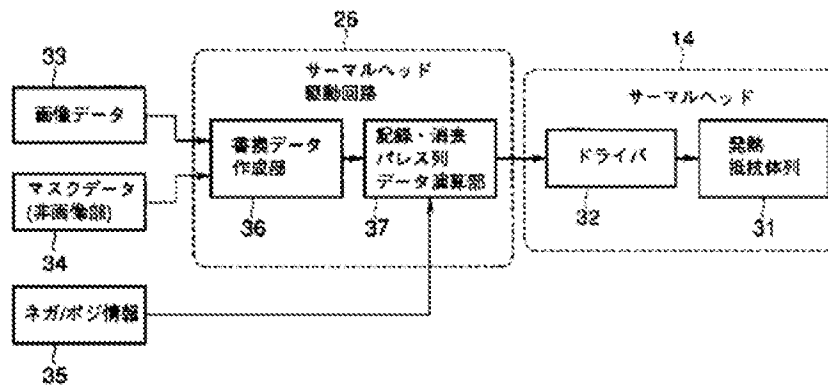 26
サーマルヘッド
駆動回路
14
サーマルヘッド
33
画像データ
書換データ
作成部
36
記録・消去
パルス列
データ演算部
37
ドライバ
32
発熱
抵抗体列
31
マスクデータ
(非画像部)
34
ネガ/ポジ情報
35